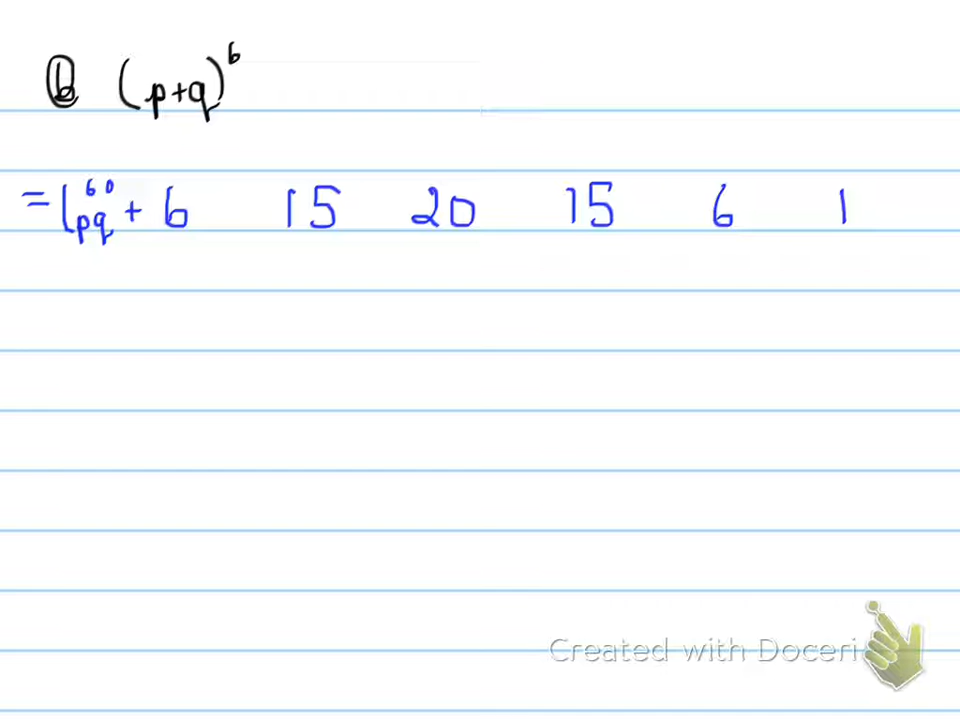 b (p+q)⁶
= 1p⁶q⁰ + 6 15 20 15 6 1
Created with Doceri